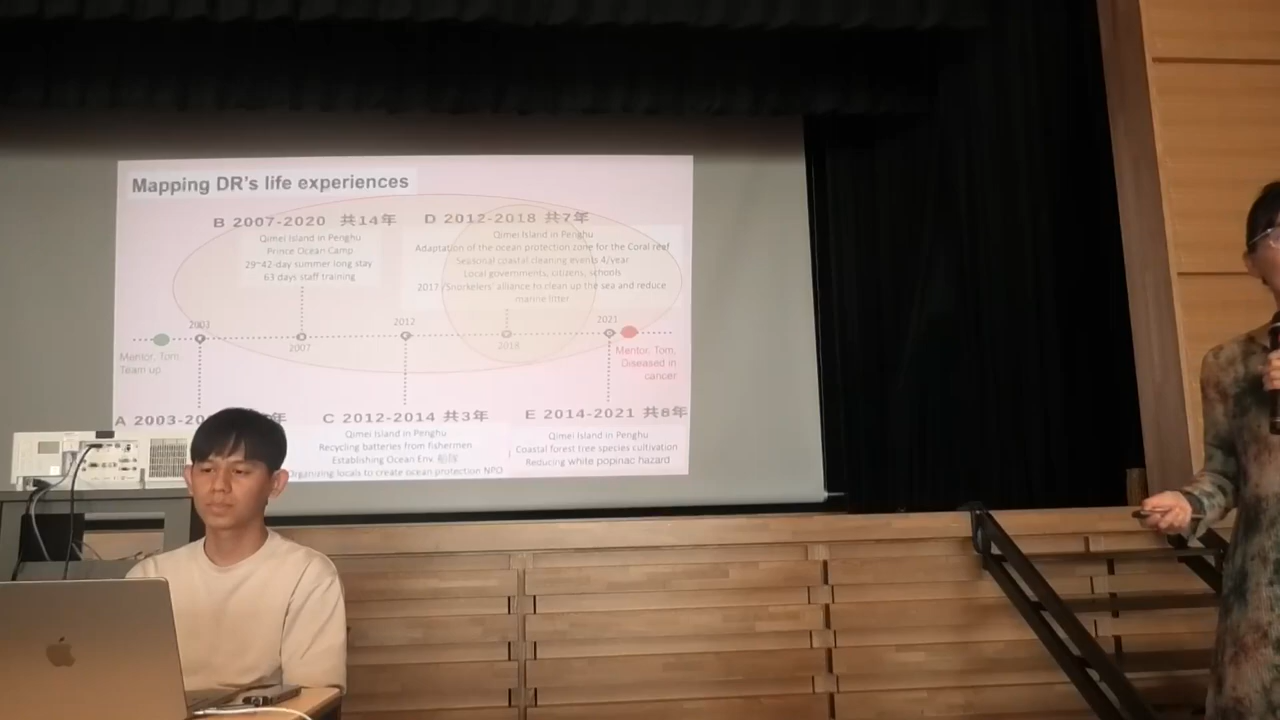 Mapping DR's life experiences
B 2007-2020 共14年
Qimei Island in Penghu
Prince Ocean Camp
29~42-day summer long stay
63 days staff training
D 2012-2018 共7年
Qimei Island in Penghu
Adaptation of the ocean protection zone for the Coral reef
Seasonal coastal cleaning events 4/year
Local governments, citizens, schools
2017 Snorkelers' alliance to clean up the sea and reduce
marine litter
2003
2007
2012
2018
2021
Mentor, Tom
Team up
Mentor, Tom,
Diseased in
cancer
A 2003-20
年
C 2012-2014 共3年
Qimei Island in Penghu
Recycling batteries from fishermen
Establishing Ocean Env.
Organizing locals to create ocean protection NPO
E 2014-2021 共8年
Qimei Island in Penghu
Coastal forest tree species cultivation
Reducing white popinac hazard